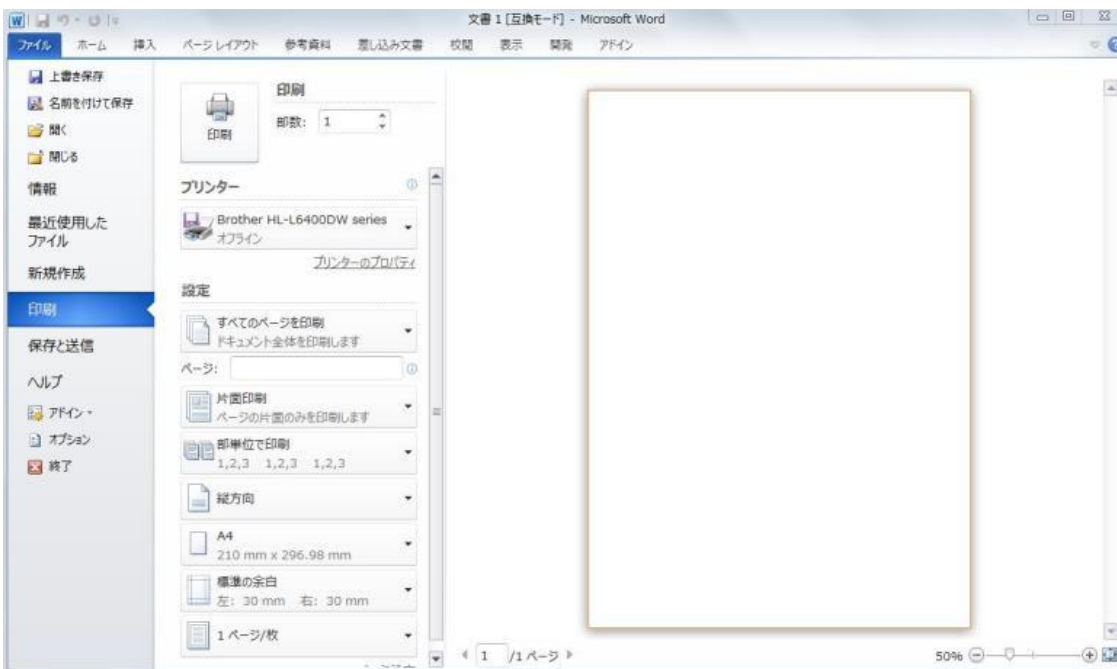 文書 1 [互換モード] - Microsoft Word
ファイル ホーム 挿入 ページ レイアウト 参考資料 差し込み文書 校閲 表示 開発 アドイン
上書き保存
名前を付けて保存
開く
閉じる
情報
最近使用した
ファイル
新規作成
印刷
保存と送信
ヘルプ
アドイン
オプション
終了
印刷
印刷
部数: 1
プリンター
Brother HL-L6400DW series
オフライン
プリンターのプロパティ
設定
すべてのページを印刷
ドキュメント全体を印刷します
ページ:
片面印刷
ページの片面のみを印刷します
部単位で印刷
1,2,3 1,2,3 1,2,3
縦方向
A4
210 mm x 296.98 mm
標準の余白
左: 30 mm 右: 30 mm
1 ページ/枚
1 /1 ページ
50%